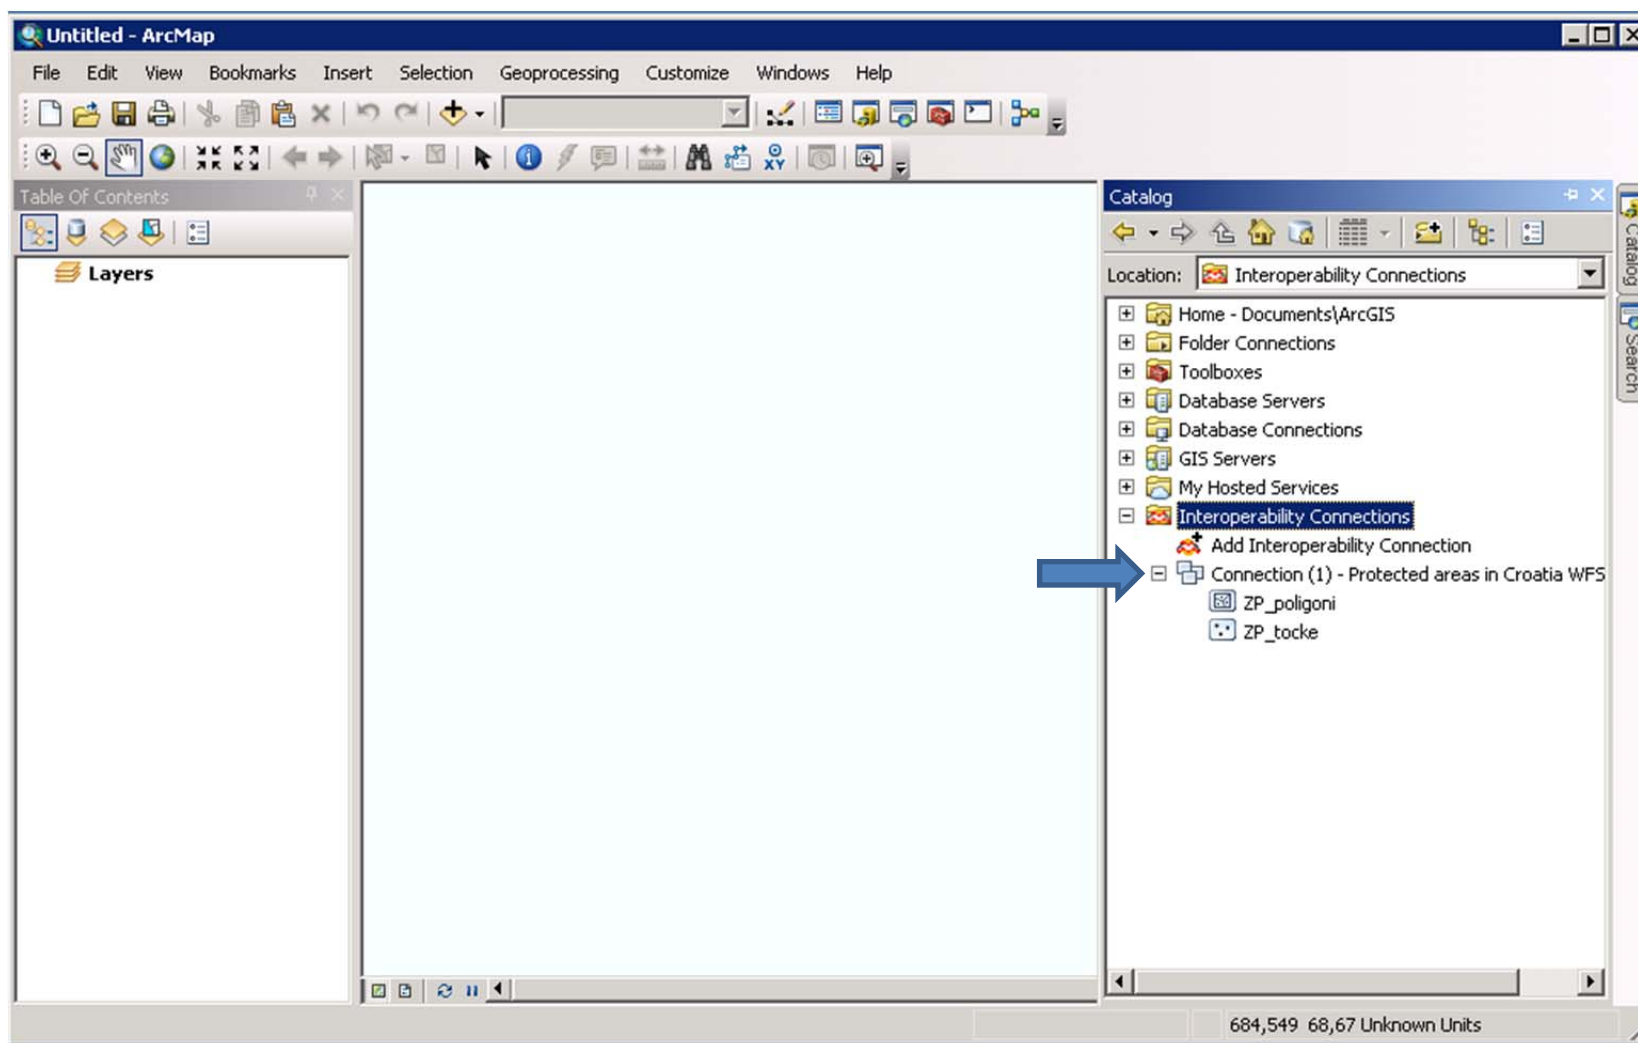 Untitled - ArcMap
File Edit View Bookmarks Insert Selection Geoprocessing Customize Windows Help
XY
Table Of Contents
Layers
Catalog
Location: Interoperability Connections
Home - Documents\ArcGIS
Folder Connections
Toolboxes
Database Servers
Database Connections
GIS Servers
My Hosted Services
Interoperability Connections
Add Interoperability Connection
Connection (1) - Protected areas in Croatia WFS
ZP_poligoni
ZP_tocke
Catalog
Search
684,549 68,67 Unknown Units